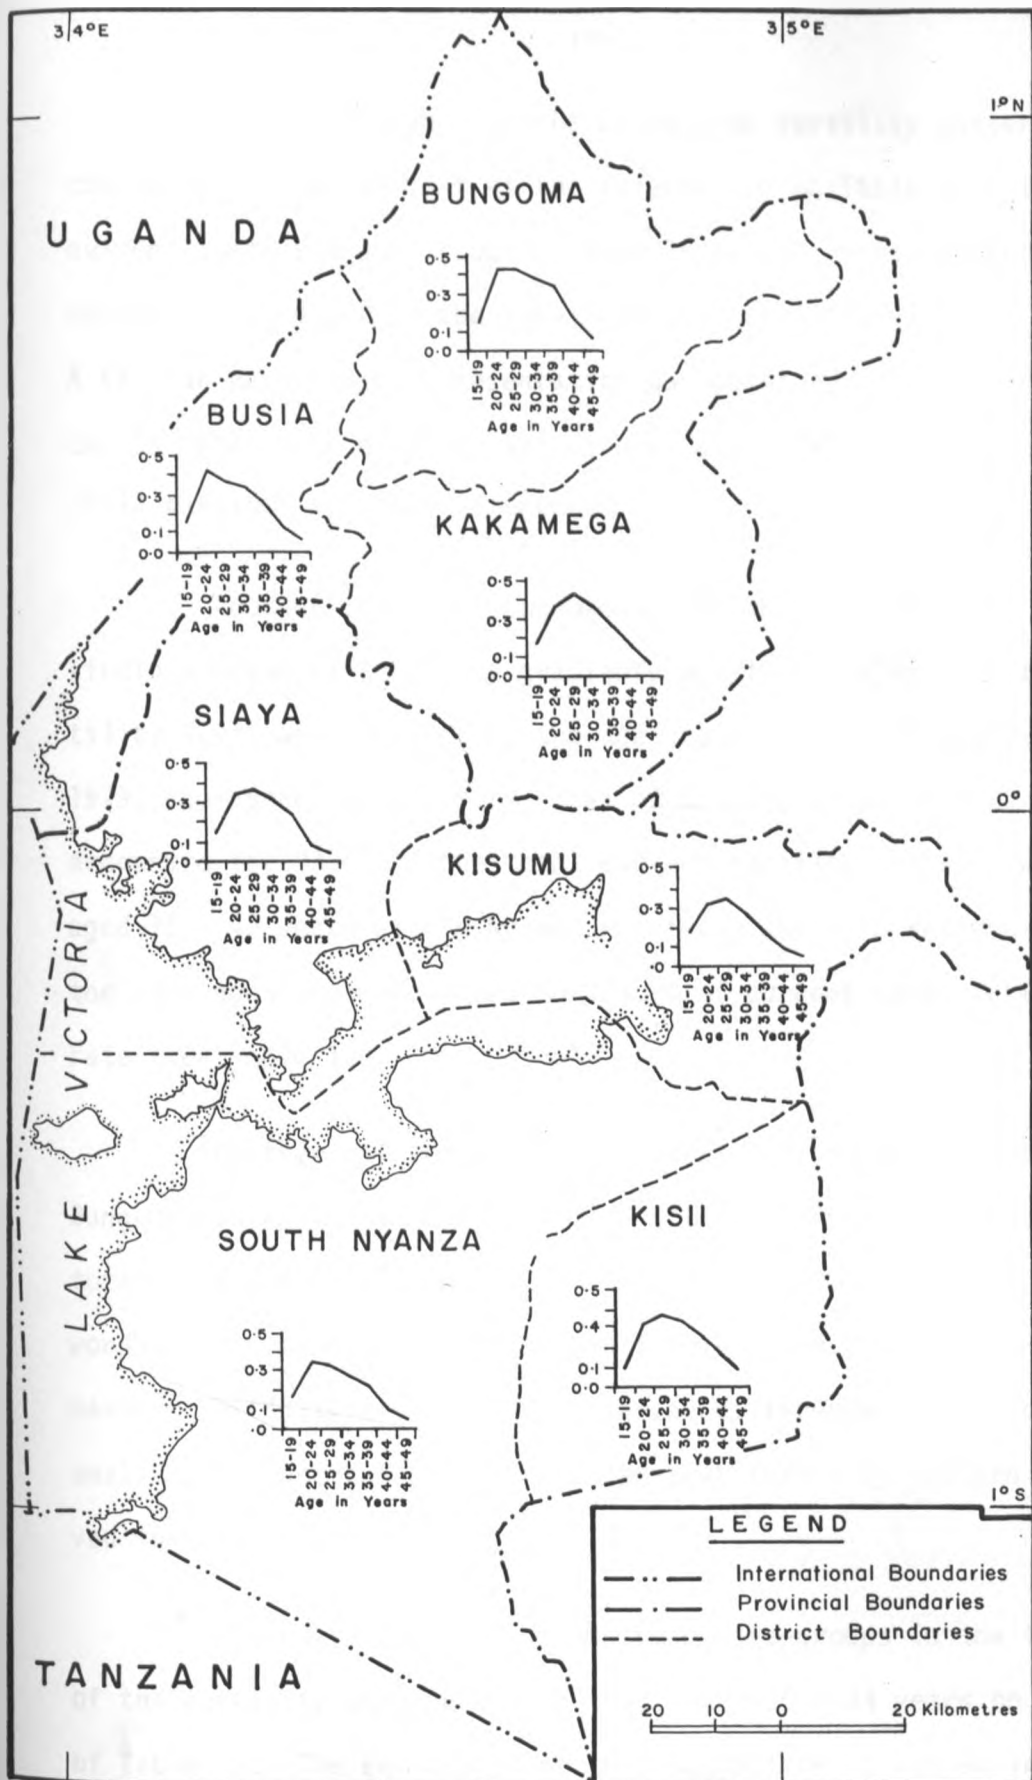 34°E 35°E
1°N
UGANDA
BUNGOMA
0·5
0·3
0·1
0·0
15-19 20-24 25-29 30-34 35-39 40-44 45-49
Age in Years
BUSIA
0·5
0·3
0·1
0·0
15-19 20-24 25-29 30-34 35-39 40-44 45-49
Age in Years
KAKAMEGA
0·5
0·3
0·1
0·0
15-19 20-24 25-29 30-34 35-39 40-44 45-49
Age in Years
SIAYA
0·5
0·3
0·1
0·0
15-19 20-24 25-29 30-34 35-39 40-44 45-49
Age in Years
0°
KISUMU
0·5
0·3
0·1
·0
15-19 20-24 25-29 30-34 35-39 40-44 45-49
Age in Years
LAKE VICTORIA
SOUTH NYANZA
0·5
0·3
0·1
·0
15-19 20-24 25-29 30-34 35-39 40-44 45-49
Age in Years
KISII
0·5
0·4
0·1
0·0
15-19 20-24 25-29 30-34 35-39 40-44 45-49
Age in Years
1°S
LEGEND
International Boundaries
Provincial Boundaries
District Boundaries
20 10 0 20 Kilometres
TANZANIA
34°E